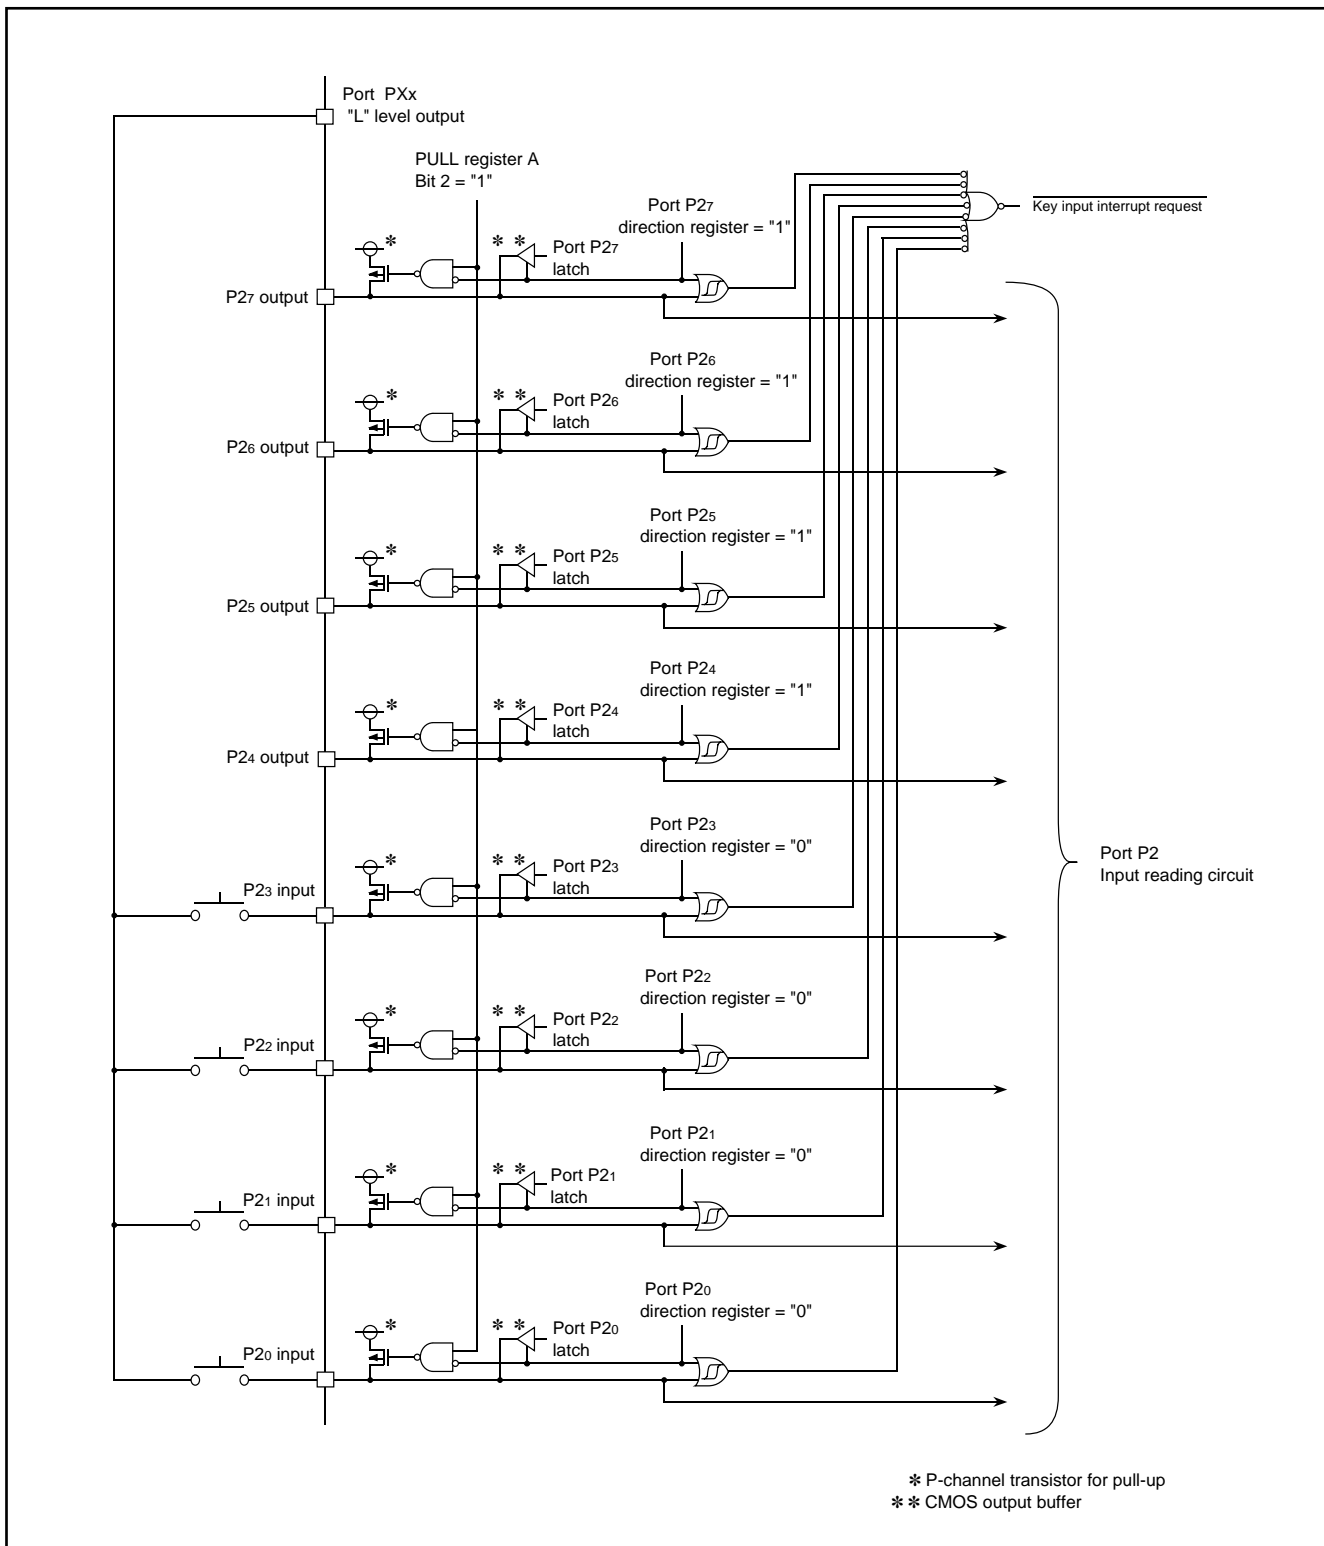 Port PXx
"L" level output
PULL register A
Bit 2 = "1"
Port P27
direction register = "1"
Key input interrupt request
* * * Port P27
latch
P27 output
Port P26
direction register = "1"
* * * Port P26
latch
P26 output
Port P25
direction register = "1"
* * * Port P25
latch
P25 output
Port P24
direction register = "1"
* * * Port P24
latch
P24 output
Port P23
direction register = "0"
* * * Port P23
latch
P23 input
Port P2
Input reading circuit
Port P22
direction register = "0"
* * * Port P22
latch
P22 input
Port P21
direction register = "0"
* * * Port P21
latch
P21 input
Port P20
direction register = "0"
* * * Port P20
latch
P20 input
* P-channel transistor for pull-up
* * CMOS output buffer